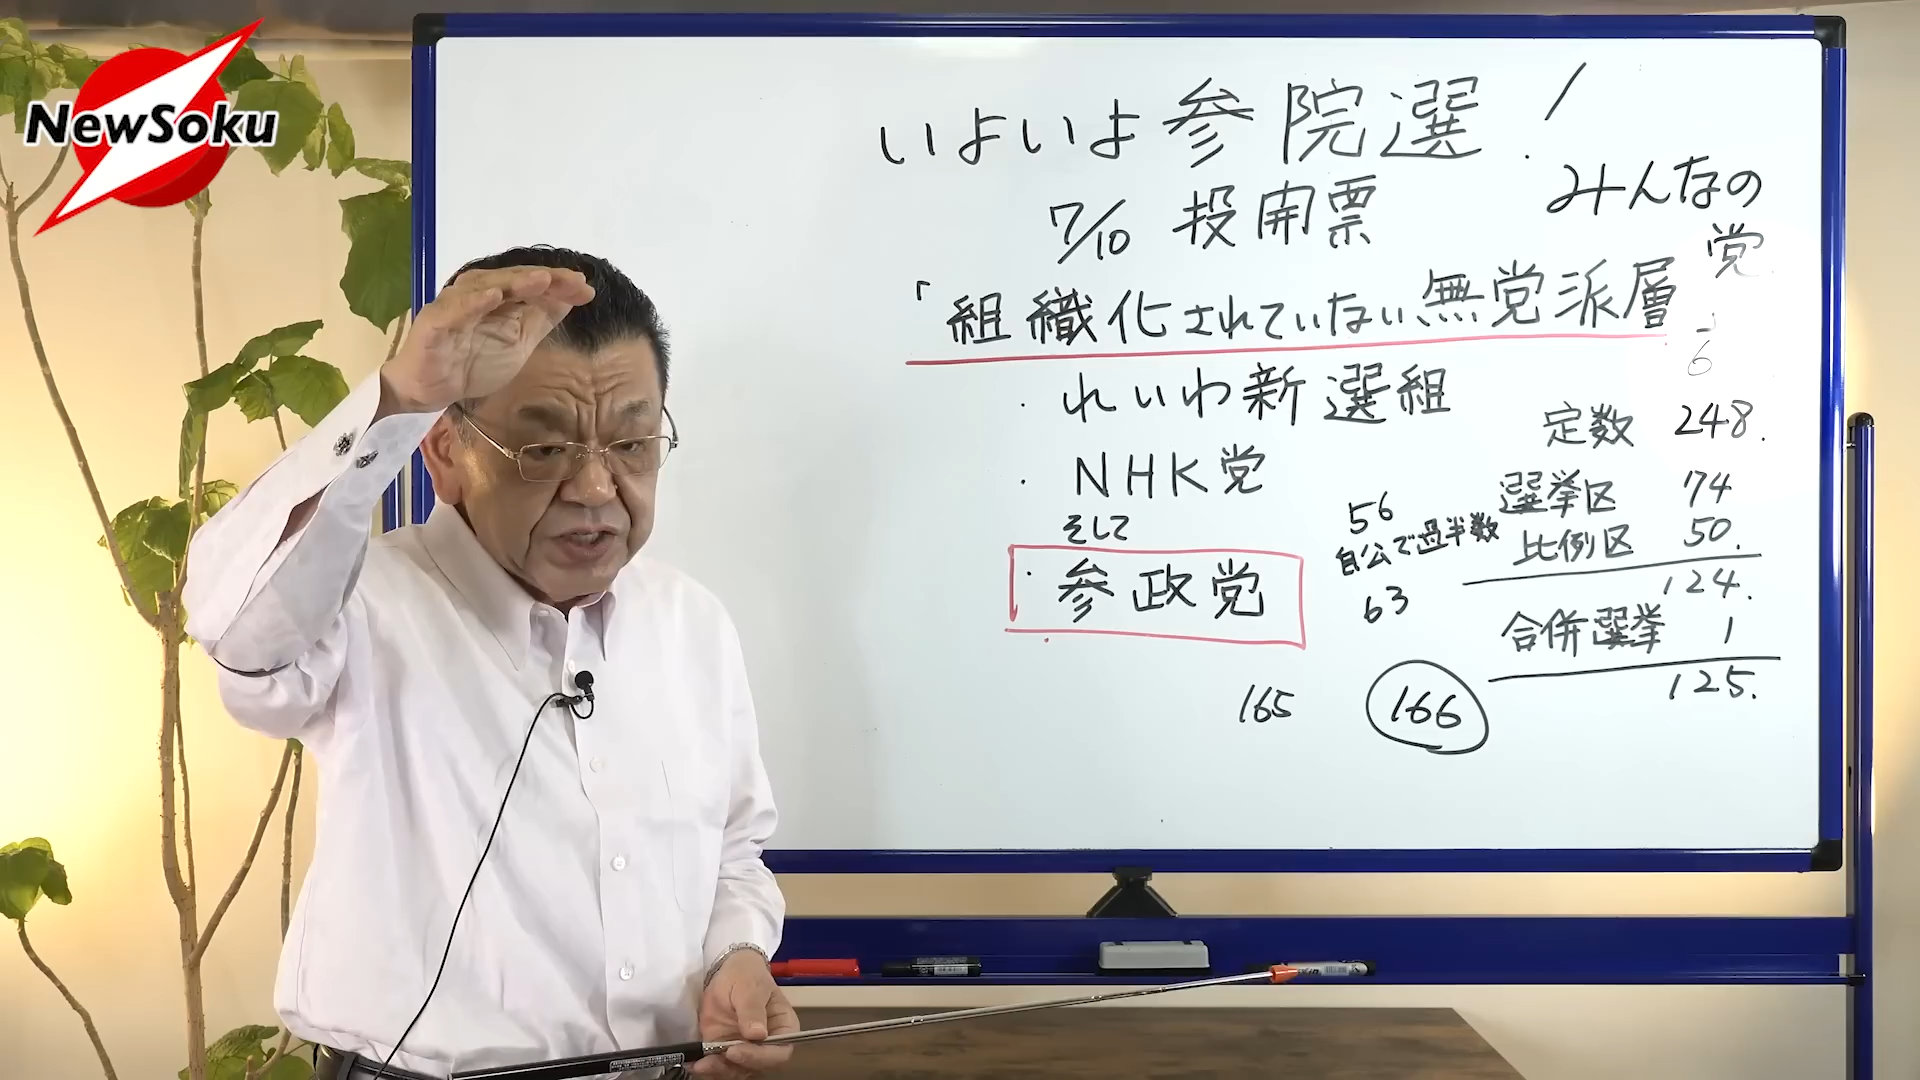 NewSoku
いよいよ参院選!
7/10 投開票
「組織化されていない無党派層
・れいわ新選組
・NHK党
そして
・参政党
みんなの
党
6
定数 248.
選挙区 74
比例区 50.
124.
合併選挙 1
125.
56
自公で過半数
63
165
166